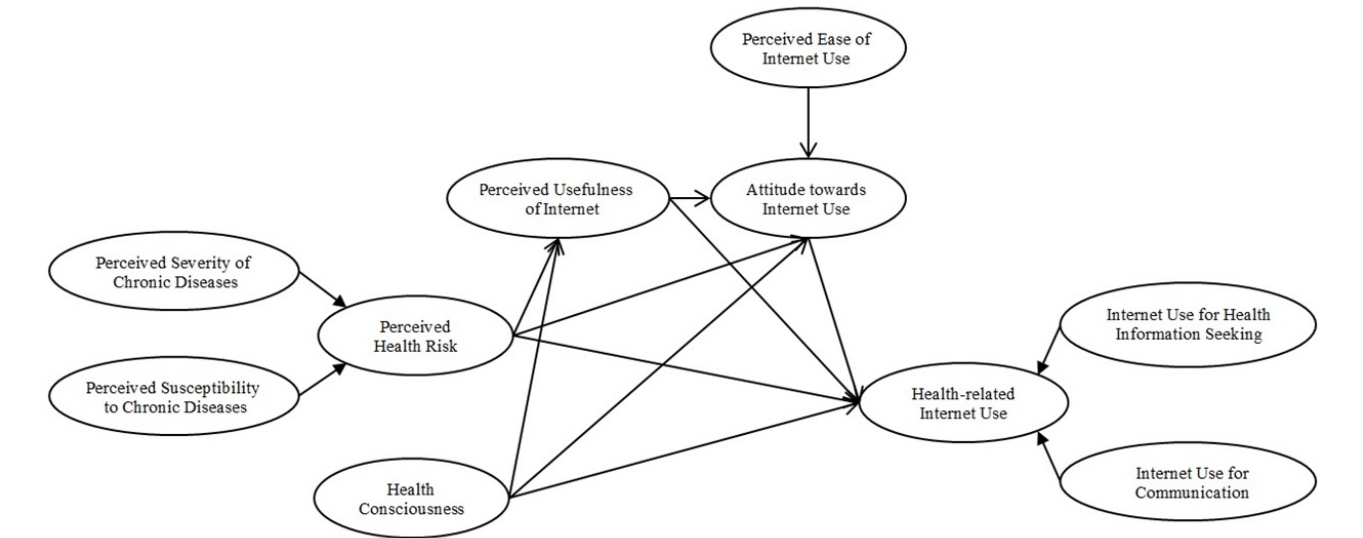 Perceived Ease of
Internet Use
Perceived Usefulness
of Internet
Attitude towards
Internet Use
Perceived Severity of
Chronic Diseases
Perceived
Health Risk
Perceived Susceptibility
to Chronic Diseases
Health
Consciousness
Internet Use for Health
Information Seeking
Health-related
Internet Use
Internet Use for
Communication